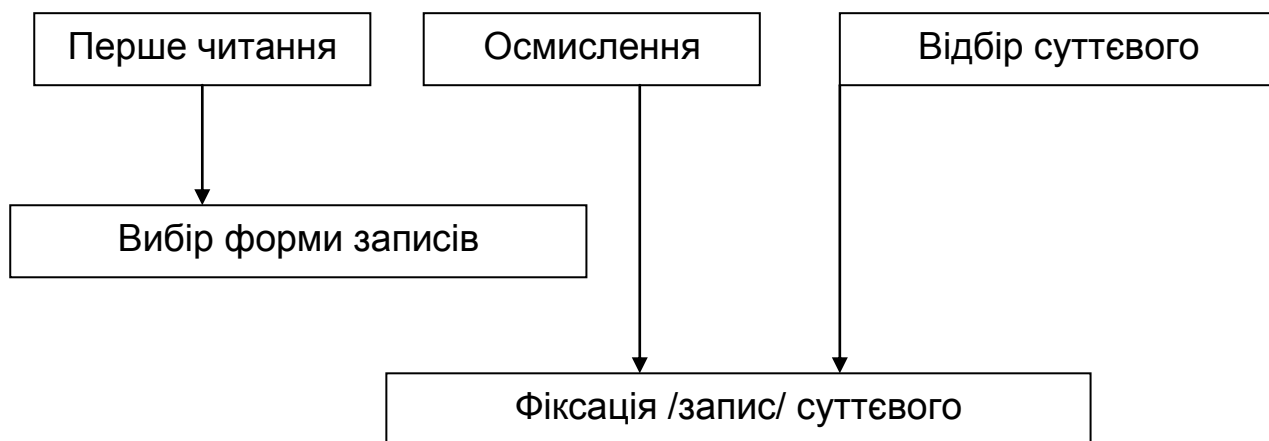 Перше читання
Осмислення
Відбір суттєвого
Вибір форми записів
Фіксація /запис/ суттєвого